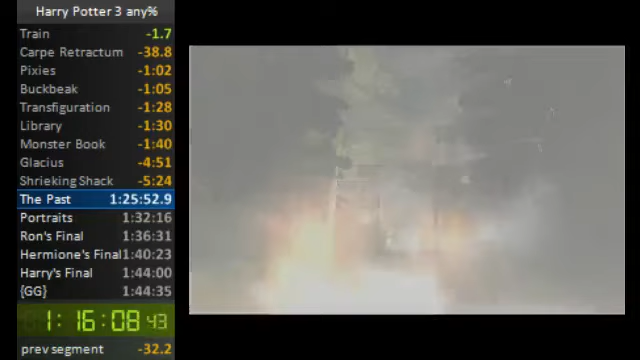 Harry Potter 3 any%
Train -1.7
Carpe Retractum -38.8
Pixies -1:02
Buckbeak -1:05
Transfiguration -1:28
Library -1:30
Monster Book -1:40
Glacius -4:51
Shrieking Shack -5:24
The Past 1:25:52.9
Portraits 1:32:16
Ron's Final 1:36:31
Hermione's Final 1:40:23
Harry's Final 1:44:00
{GG} 1:44:35
1:16:08 43
prev segment -32.2